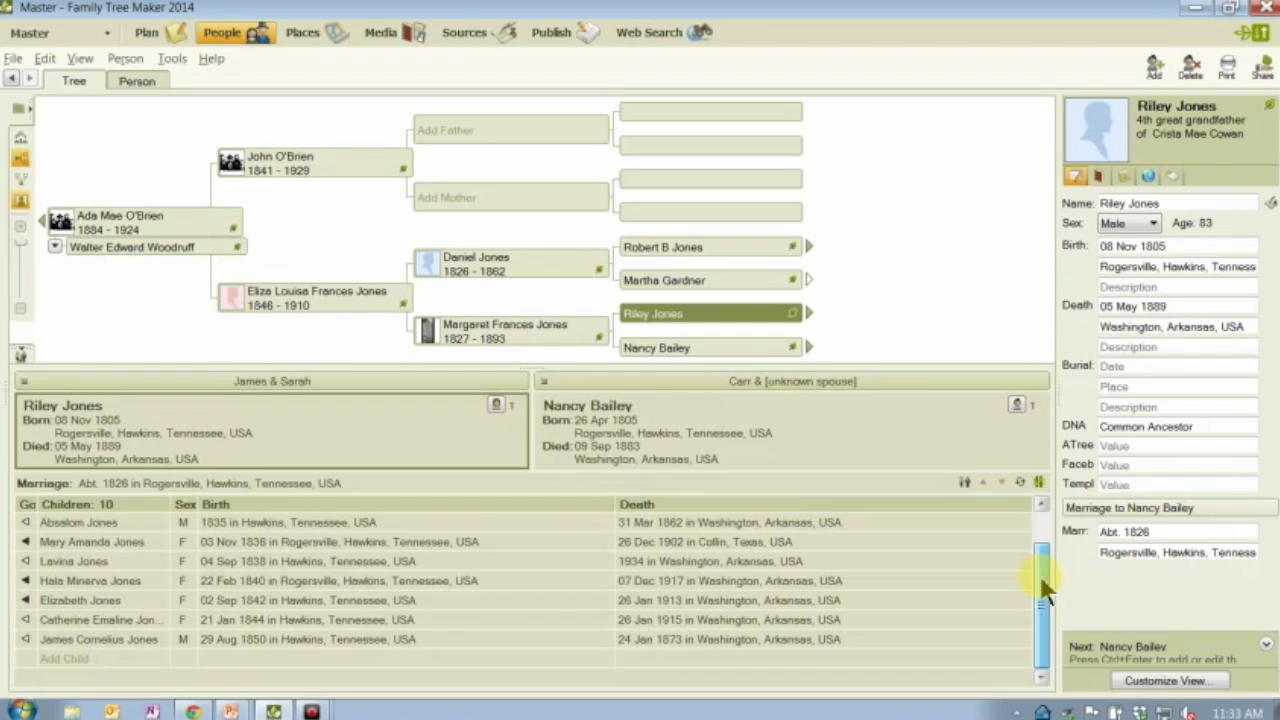 Master - Family Tree Maker 2014
Master Plan People Places Media Sources Publish Web Search
File Edit View Person Tools Help
Add Delete Print Share
Tree Person
Add Father
Add Mother
John O'Brien
1841 - 1929
Ada Mae O'Brien
1884 - 1924
Walter Edward Woodruff
Eliza Louisa Frances Jones
1846 - 1910
Daniel Jones
1826 - 1862
Margaret Frances Jones
1827 - 1893
Robert B Jones
Martha Gardner
Riley Jones
Nancy Bailey
James & Sarah
Carr & [unknown spouse]
Riley Jones 1
Born: 08 Nov 1805
Rogersville, Hawkins, Tennessee, USA
Died: 05 May 1889
Washington, Arkansas, USA
Nancy Bailey 1
Born: 26 Apr 1805
Rogersville, Hawkins, Tennessee, USA
Died: 09 Sep 1883
Washington, Arkansas, USA
Marriage: Abt. 1826 in Rogersville, Hawkins, Tennessee, USA
Go Children: 10 Sex Birth Death
Absalom Jones M 1835 in Hawkins, Tennessee, USA 31 Mar 1862 in Washington, Arkansas, USA
Mary Amanda Jones F 03 Nov 1836 in Rogersville, Hawkins, Tennessee, USA 26 Dec 1902 in Collin, Texas, USA
Lavina Jones F 04 Sep 1838 in Hawkins, Tennessee, USA 1934 in Washington, Arkansas, USA
Hala Minerva Jones F 22 Feb 1840 in Rogersville, Hawkins, Tennessee, USA 07 Dec 1917 in Washington, Arkansas, USA
Elizabeth Jones F 02 Sep 1842 in Hawkins, Tennessee, USA 26 Jan 1913 in Washington, Arkansas, USA
Catherine Emaline Jon... F 21 Jan 1844 in Hawkins, Tennessee, USA 26 Jan 1915 in Washington, Arkansas, USA
James Cornelius Jones M 29 Aug 1850 in Hawkins, Tennessee, USA 24 Jan 1873 in Washington, Arkansas, USA
Add Child
Riley Jones
4th great grandfather
of Crista Mae Cowan
Name: Riley Jones
Sex: Male Age: 83
Birth: 08 Nov 1805
Rogersville, Hawkins, Tenness
Description
Death 05 May 1889
Washington, Arkansas, USA
Description
Burial: Date
Place
Description
DNA Common Ancestor
ATree Value
Faceb Value
Templ Value
Marriage to Nancy Bailey
Marr: Abt. 1826
Rogersville, Hawkins, Tenness
Next: Nancy Bailey
Press Ctrl+Enter to add or edit th
Customize View...
11:33 AM